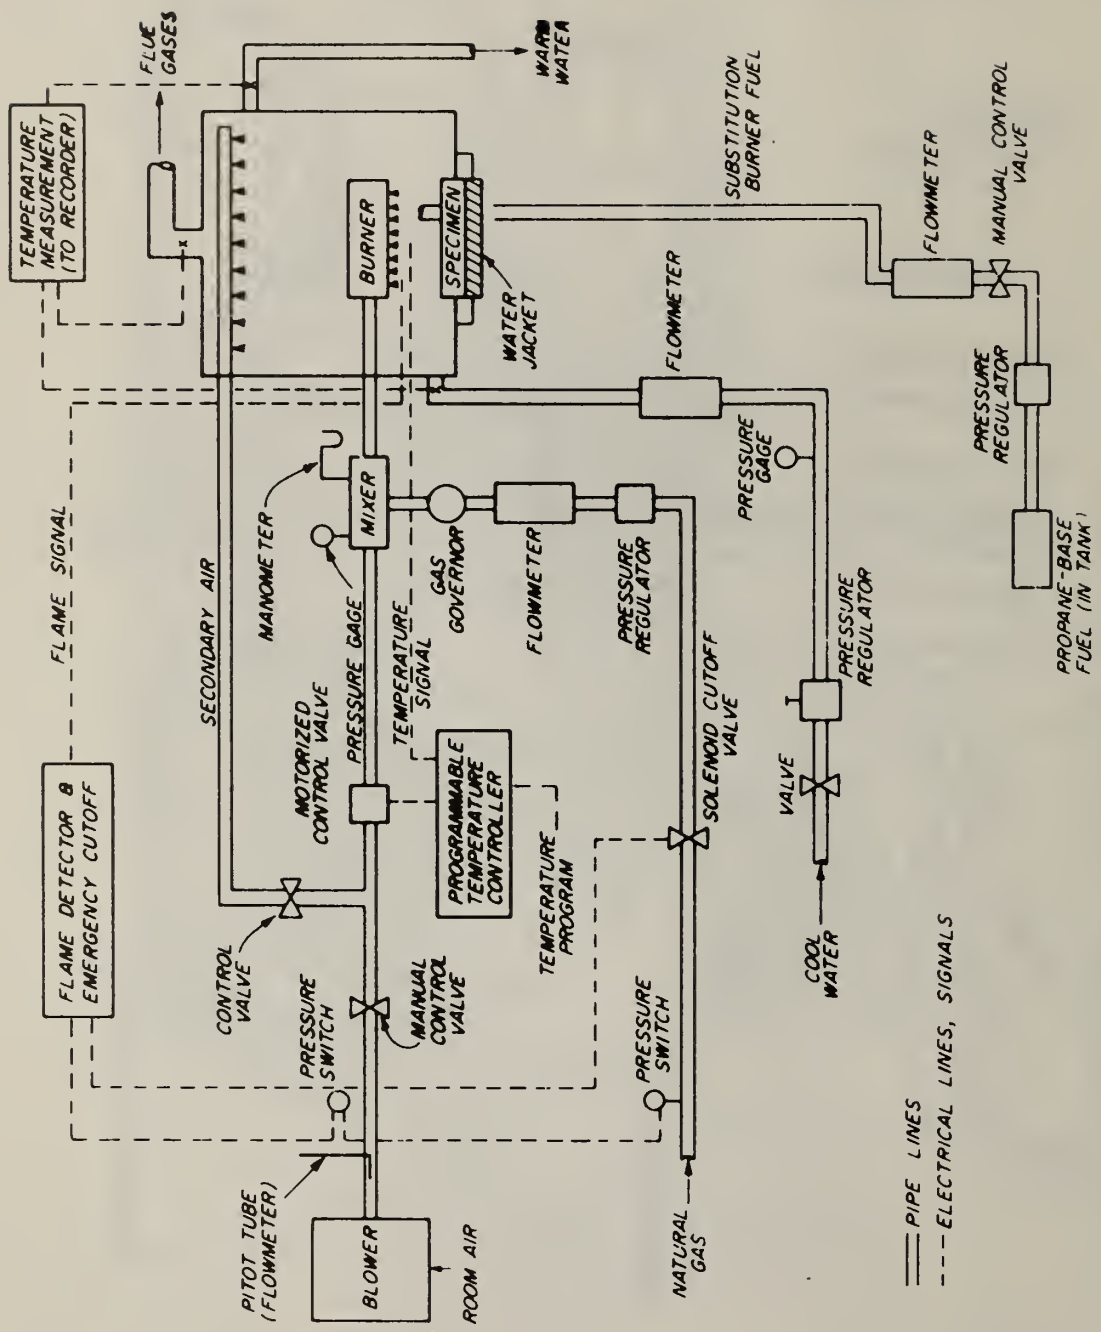 TEMPERATURE
MEASUREMENT
(TO RECORDER)
FLUE
GASES
WARM
WATER
FLAME SIGNAL
SECONDARY AIR
FLAME DETECTOR &
EMERGENCY CUTOFF
MANOMETER
BURNER
SPECIMEN
WATER
JACKET
SUBSTITUTION
BURNER FUEL
MIXER
PRESSURE GAGE
GAS
GOVERNOR
FLOWMETER
PRESSURE
REGULATOR
FLOWMETER
PRESSURE
GAGE
FLOWMETER
MANUAL CONTROL
VALVE
PRESSURE
REGULATOR
PROPANE-BASE
FUEL (IN TANK)
MOTORIZED
CONTROL VALVE
TEMPERATURE
SIGNAL
PROGRAMMABLE
TEMPERATURE
CONTROLLER
TEMPERATURE
PROGRAM
SOLENOID CUTOFF
VALVE
VALVE
PRESSURE
REGULATOR
COOL
WATER
CONTROL
VALVE
PRESSURE
SWITCH
MANUAL
CONTROL
VALVE
PRESSURE
SWITCH
PITOT TUBE
(FLOWMETER)
BLOWER
ROOM AIR
NATURAL
GAS
PIPE LINES
ELECTRICAL LINES, SIGNALS